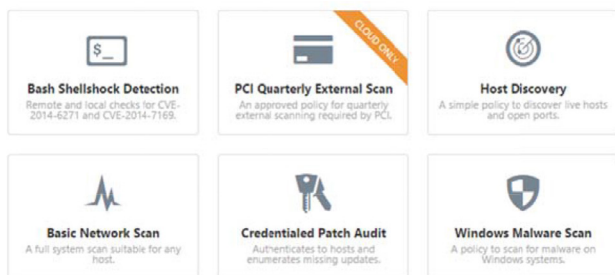 $_
Bash Shellshock Detection
Remote and local checks for CVE-
2014-6271 and CVE-2014-7169.
CLOUD ONLY
PCI Quarterly External Scan
An approved policy for quarterly
external scanning required by PCI.
Host Discovery
A simple policy to discover live hosts
and open ports.
Basic Network Scan
A full system scan suitable for any
host.
Credentialed Patch Audit
Authenticates to hosts and
enumerates missing updates.
Windows Malware Scan
A policy to scan for malware on
Windows systems.